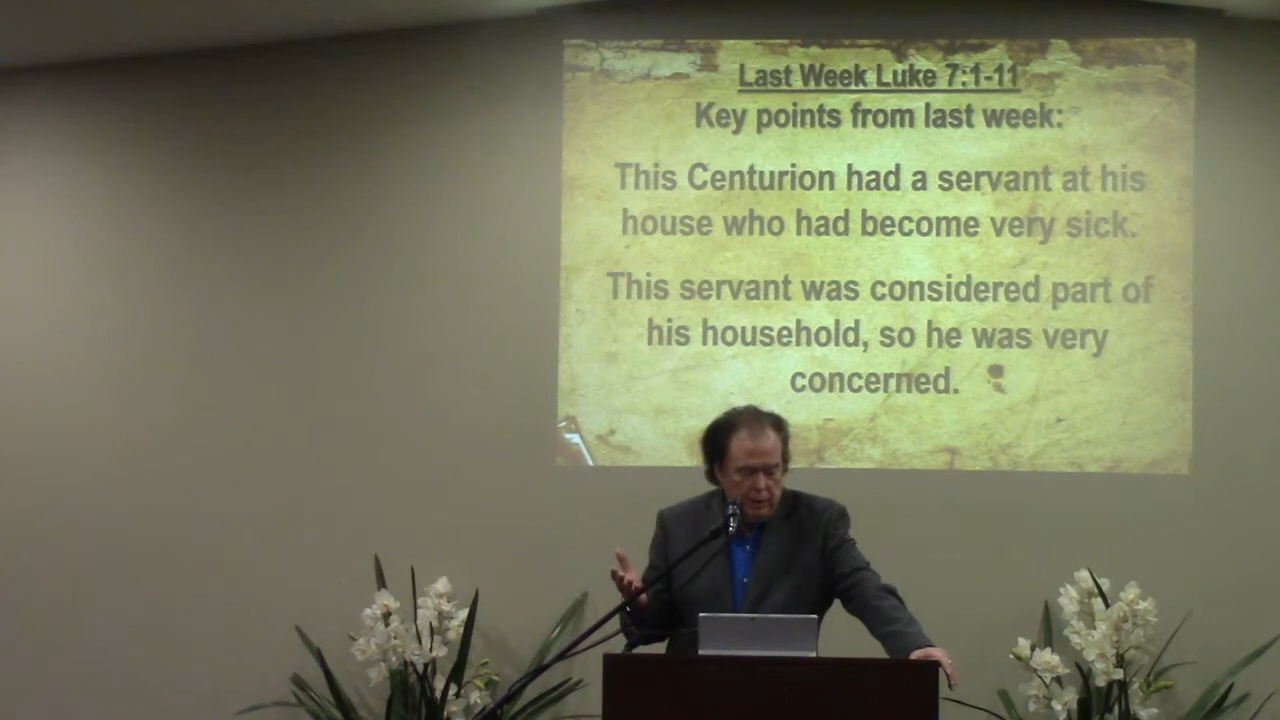 Last Week Luke 7:1-11
Key points from last week:
This Centurion had a servant at his
house who had become very sick.
This servant was considered part of
his household, so he was very
concerned.